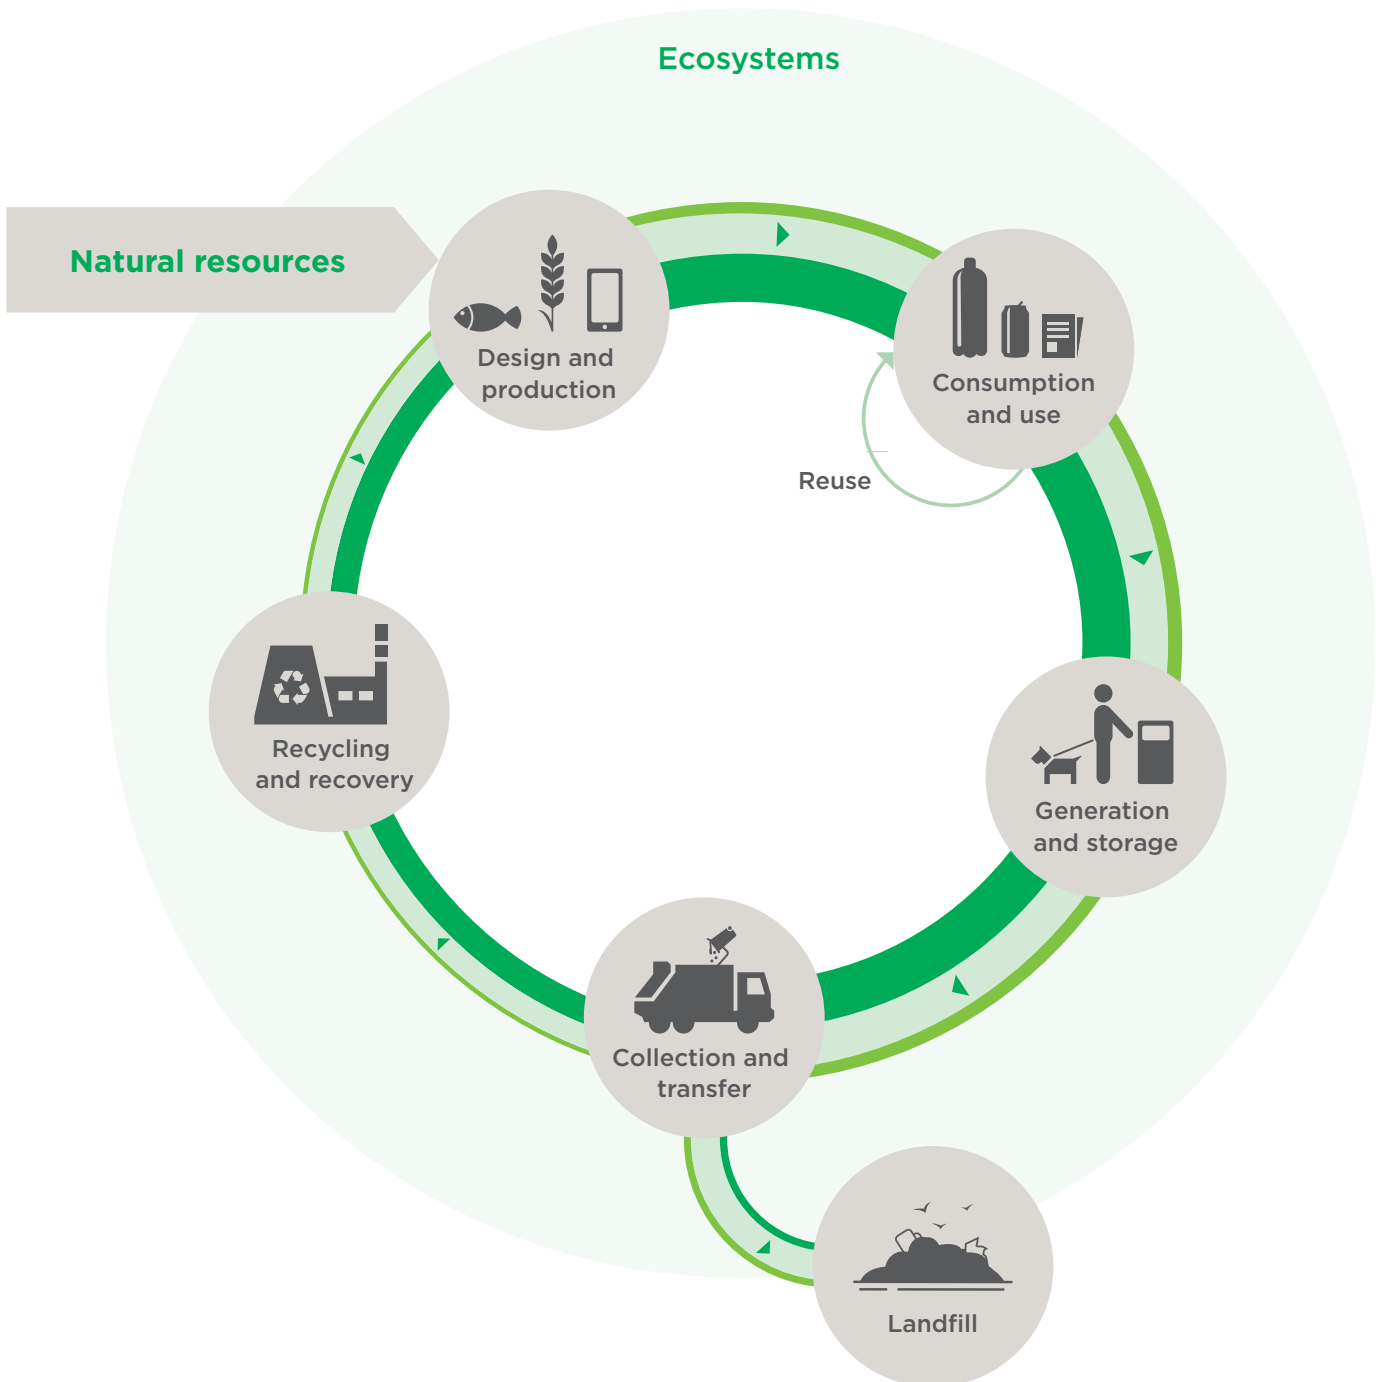 Ecosystems
Natural resources
Design and
production
Consumption
and use
Reuse
Recycling
and recovery
Generation
and storage
Collection and
transfer
Landfill